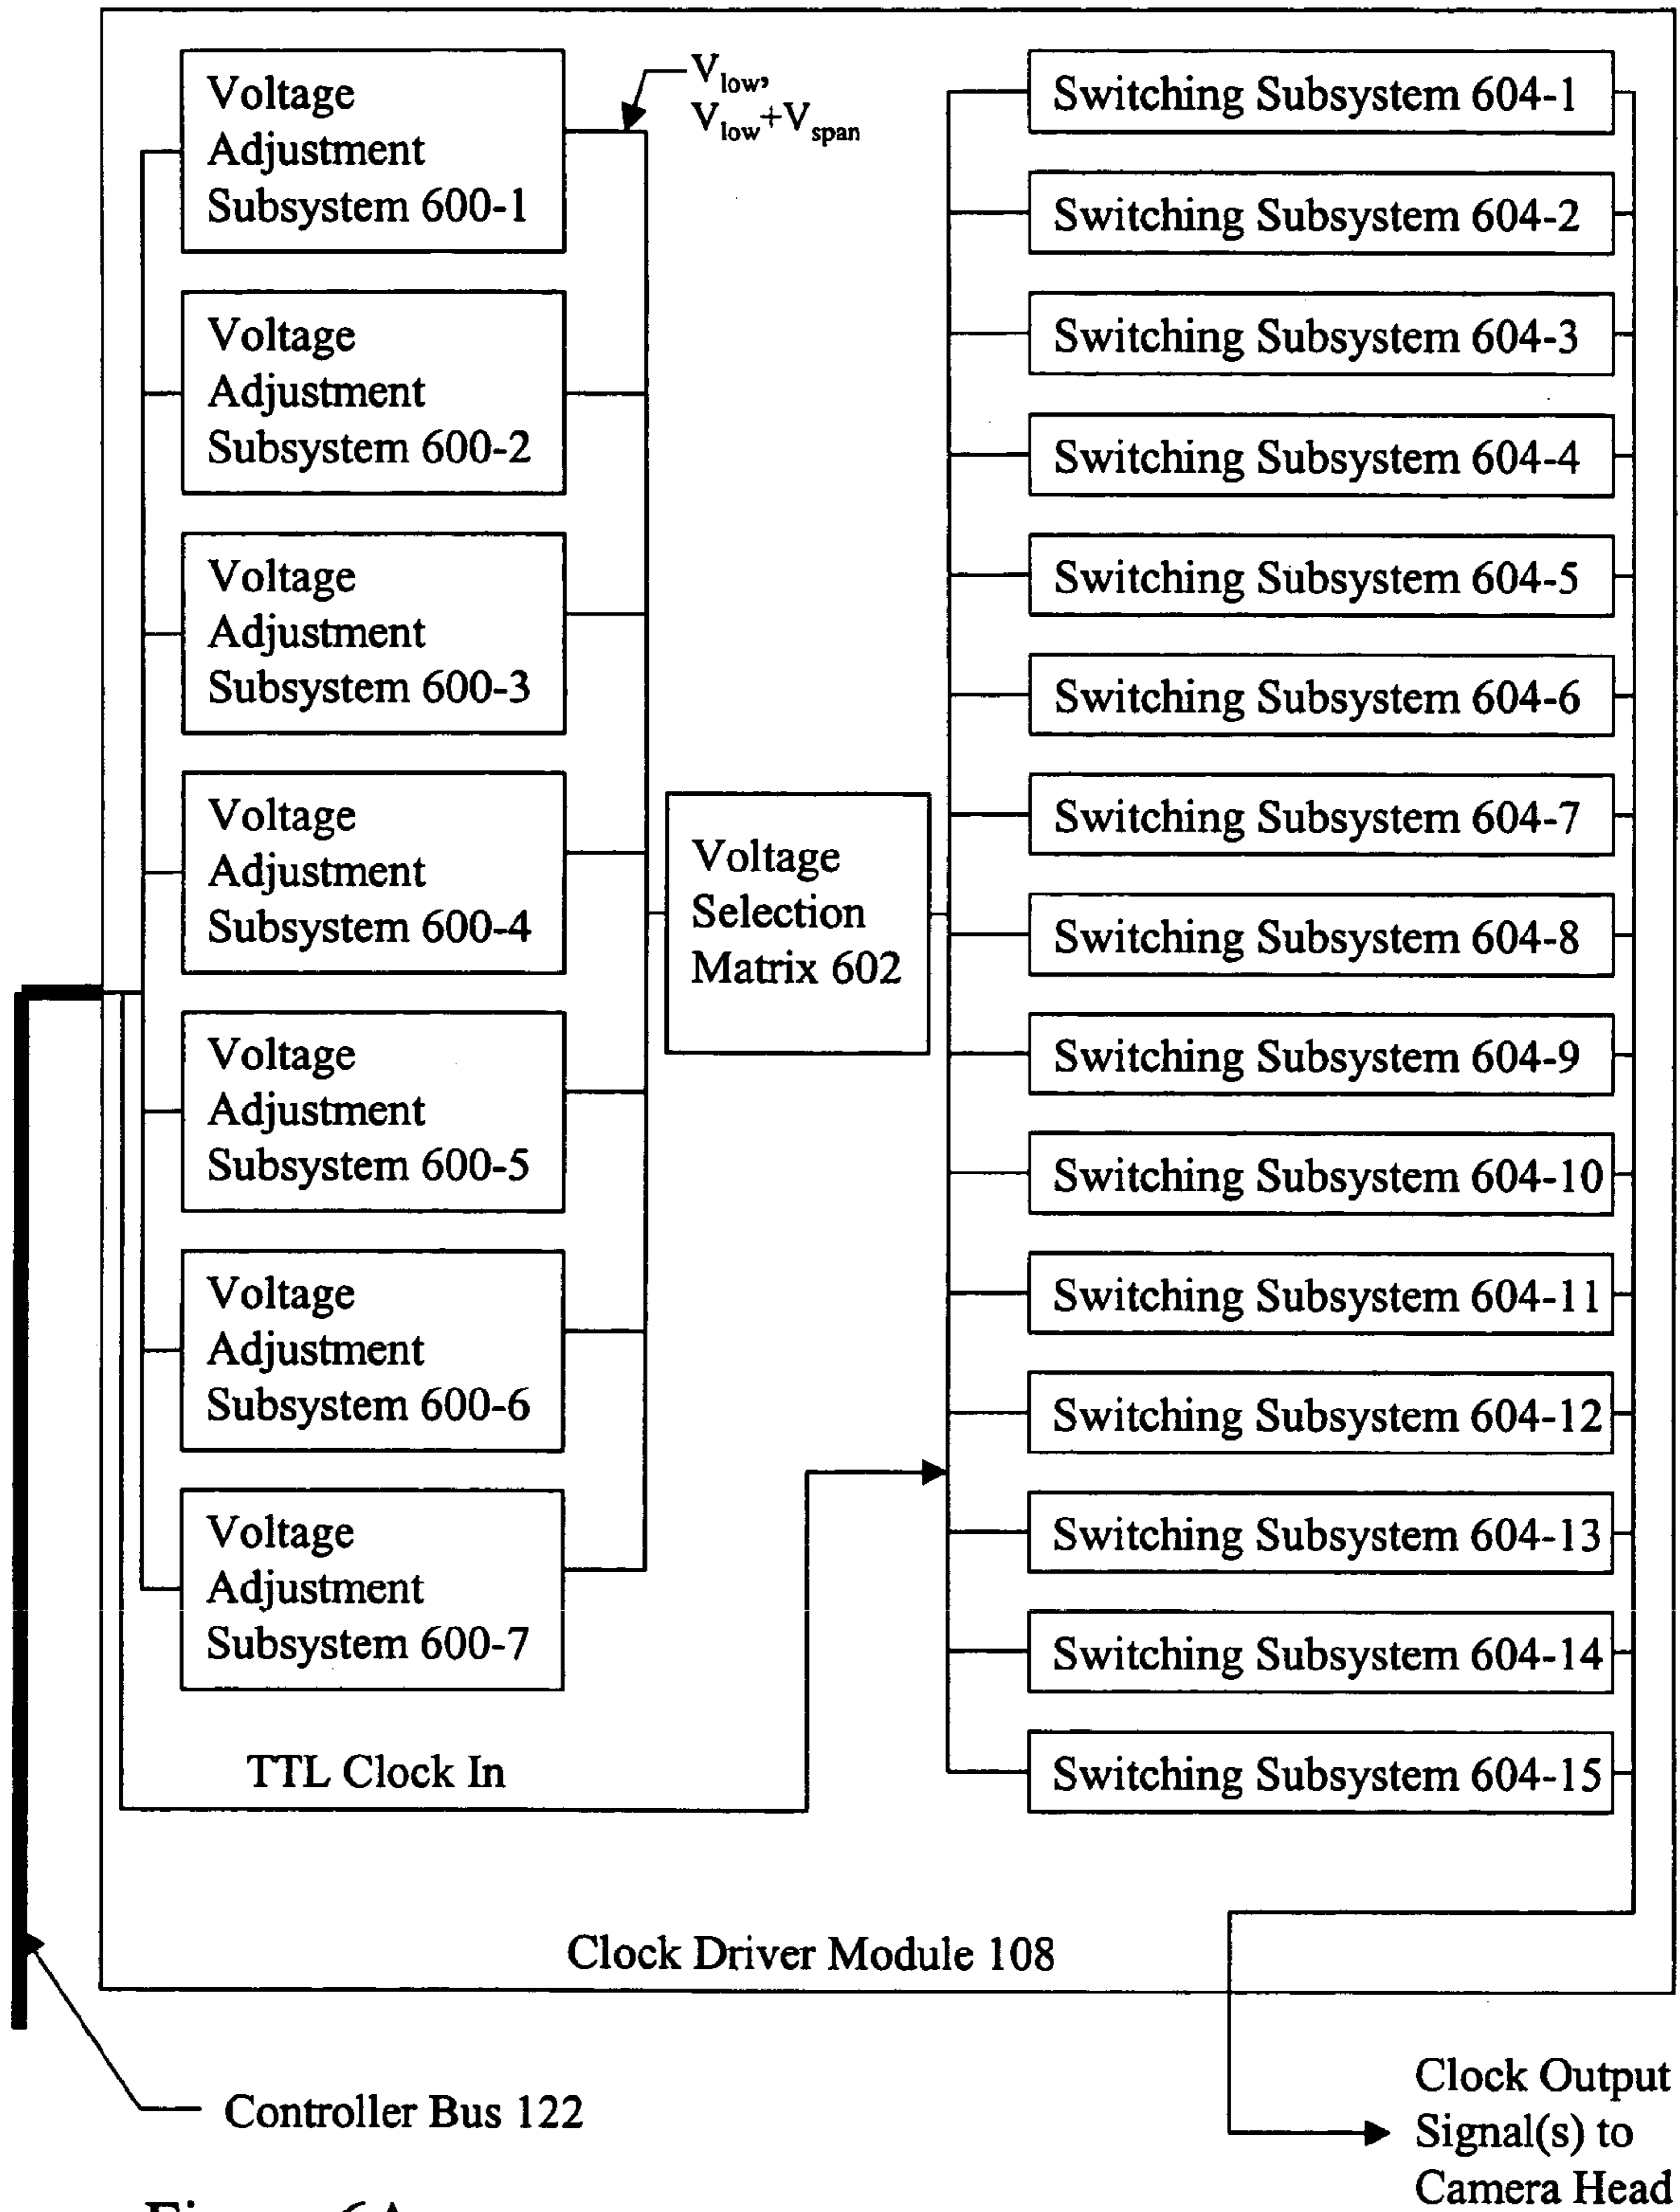 Voltage
Adjustment
Subsystem 600-1
Voltage
Adjustment
Subsystem 600-2
Voltage
Adjustment
Subsystem 600-3
Voltage
Adjustment
Subsystem 600-4
Voltage
Adjustment
Subsystem 600-5
Voltage
Adjustment
Subsystem 600-6
Voltage
Adjustment
Subsystem 600-7
Vlow,
Vlow+Vspan
Voltage
Selection
Matrix 602
Switching Subsystem 604-1
Switching Subsystem 604-2
Switching Subsystem 604-3
Switching Subsystem 604-4
Switching Subsystem 604-5
Switching Subsystem 604-6
Switching Subsystem 604-7
Switching Subsystem 604-8
Switching Subsystem 604-9
Switching Subsystem 604-10
Switching Subsystem 604-11
Switching Subsystem 604-12
Switching Subsystem 604-13
Switching Subsystem 604-14
Switching Subsystem 604-15
TTL Clock In
Clock Driver Module 108
Controller Bus 122
Clock Output
Signal(s) to
Camera Head
Figure 6A